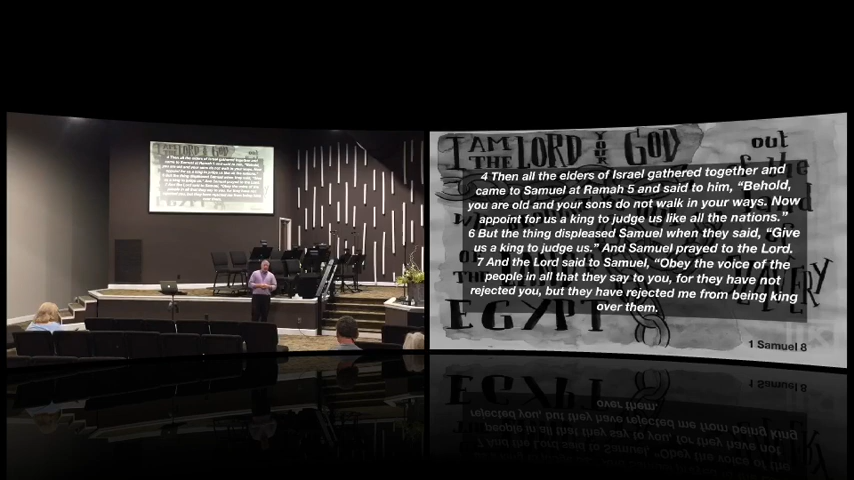 I AM THE LORD YOUR GOD
out
of the
EGYPT
SLAVERY
4 Then all the elders of Israel gathered together and
came to Samuel at Ramah 5 and said to him, “Behold,
you are old and your sons do not walk in your ways. Now
appoint for us a king to judge us like all the nations.”
6 But the thing displeased Samuel when they said, “Give
us a king to judge us.” And Samuel prayed to the Lord.
7 And the Lord said to Samuel, “Obey the voice of the
people in all that they say to you, for they have not
rejected you, but they have rejected me from being king
over them.
1 Samuel 8